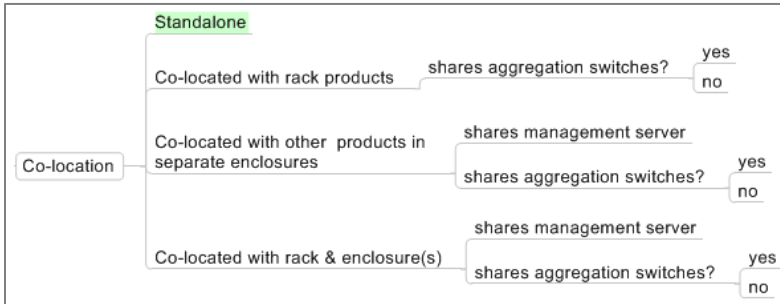 Standalone
Co-located with rack products
shares aggregation switches?
yes
no
Co-location
Co-located with other products in
separate enclosures
shares management server
shares aggregation switches?
yes
no
Co-located with rack & enclosure(s)
shares management server
shares aggregation switches?
yes
no